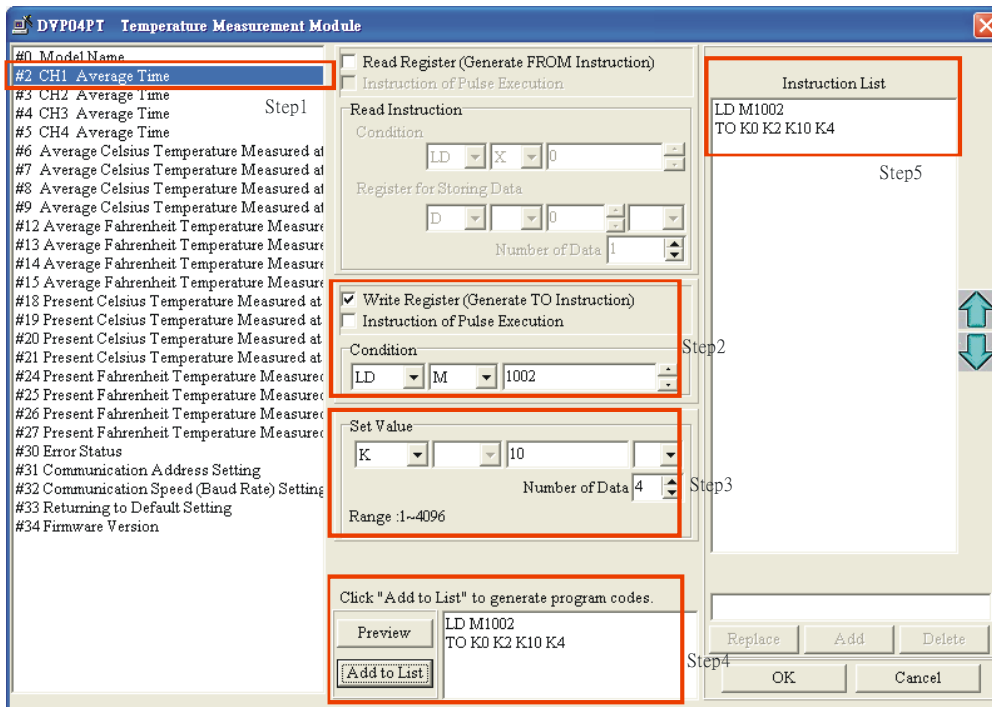 DVP04PT Temperature Measurement Module
#0 Model Name
#2 CH1 Average Time
#3 CH2 Average Time
#4 CH3 Average Time
#5 CH4 Average Time
#6 Average Celsius Temperature Measured at
#7 Average Celsius Temperature Measured at
#8 Average Celsius Temperature Measured at
#9 Average Celsius Temperature Measured at
#12 Average Fahrenheit Temperature Measure
#13 Average Fahrenheit Temperature Measure
#14 Average Fahrenheit Temperature Measure
#15 Average Fahrenheit Temperature Measure
#18 Present Celsius Temperature Measured at
#19 Present Celsius Temperature Measured at
#20 Present Celsius Temperature Measured at
#21 Present Celsius Temperature Measured at
#24 Present Fahrenheit Temperature Measured
#25 Present Fahrenheit Temperature Measured
#26 Present Fahrenheit Temperature Measured
#27 Present Fahrenheit Temperature Measured
#30 Error Status
#31 Communication Address Setting
#32 Communication Speed (Baud Rate) Setting
#33 Returning to Default Setting
#34 Firmware Version
Step1
Read Register (Generate FROM Instruction)
Instruction of Pulse Execution
Read Instruction
Condition
LD X 0
Register for Storing Data
D 0
Number of Data 1
Write Register (Generate TO Instruction)
Instruction of Pulse Execution
Condition
LD M 1002
Step2
Set Value
K 10
Number of Data 4
Range :1~4096
Step3
Click "Add to List" to generate program codes.
Preview
Add to List
LD M1002
TO K0 K2 K10 K4
Step4
Instruction List
LD M1002
TO K0 K2 K10 K4
Step5
Replace Add Delete
OK Cancel